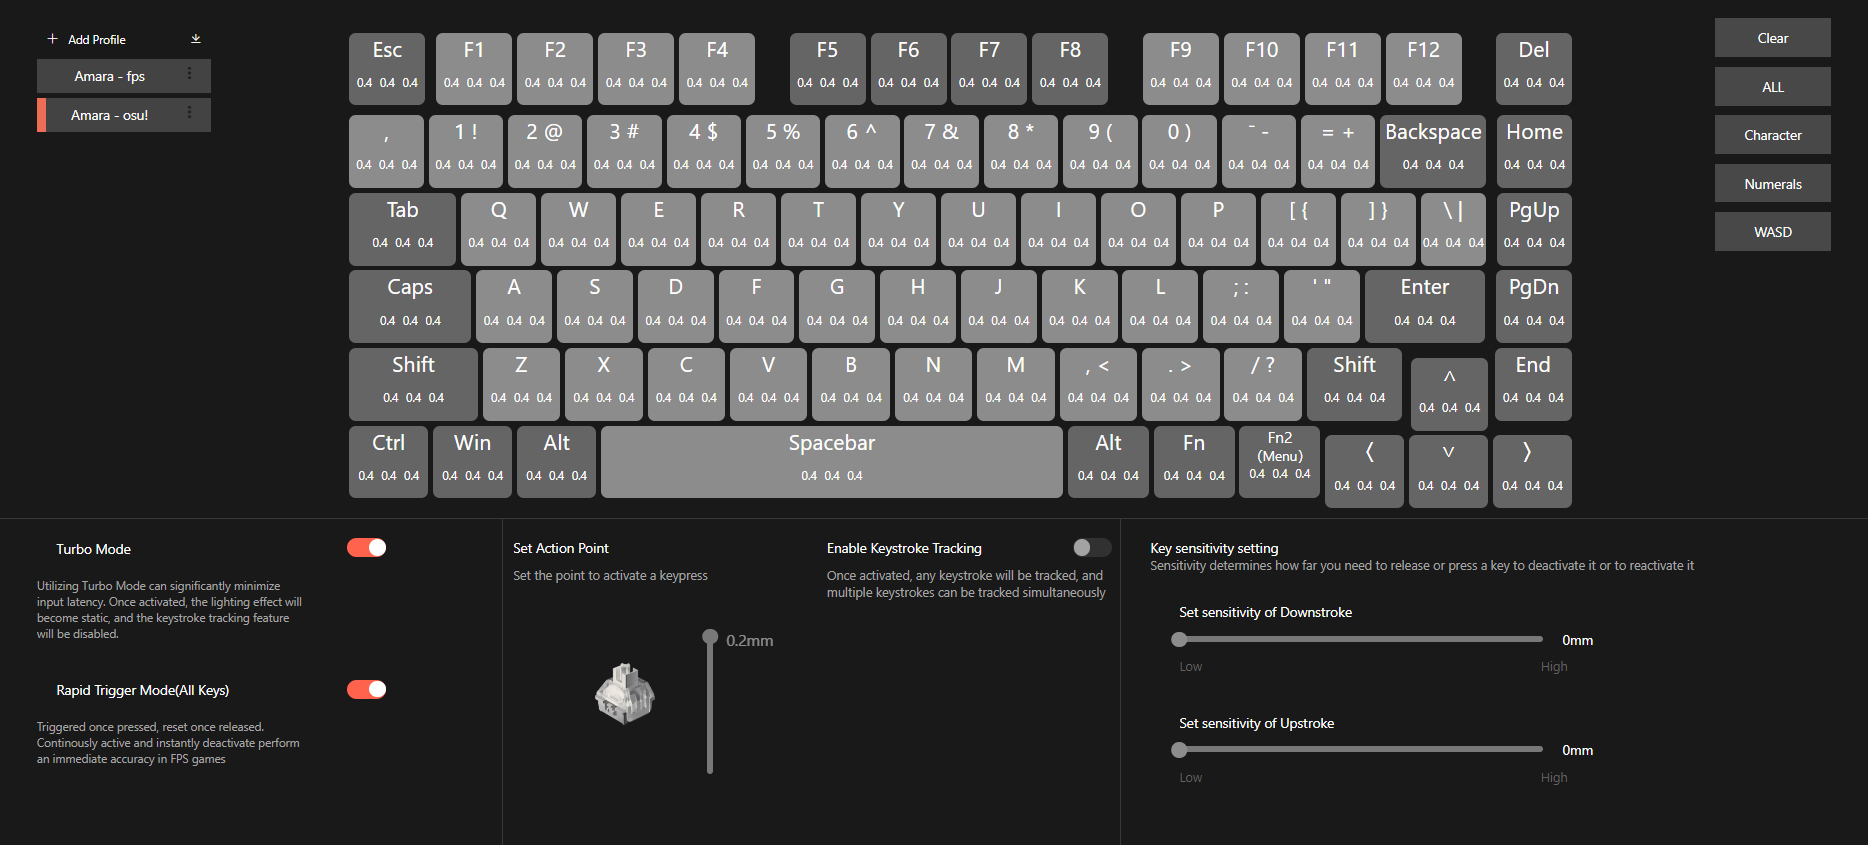 Add Profile
Amara - fps
Amara - osu!
Esc F1 F2 F3 F4 F5 F6 F7 F8 F9 F10 F11 F12 Del
0.4 0.4 0.4 0.4 0.4 0.4 0.4 0.4 0.4 0.4 0.4 0.4 0.4 0.4 0.4 0.4 0.4 0.4 0.4 0.4 0.4 0.4 0.4 0.4 0.4 0.4 0.4 0.4 0.4 0.4 0.4 0.4 0.4 0.4 0.4 0.4 0.4 0.4 0.4 0.4 0.4 0.4
, 1 ! 2 @ 3 # 4 $ 5 % 6 ^ 7 & 8 * 9 ( 0 ) ¯ - = + Backspace Home
0.4 0.4 0.4 0.4 0.4 0.4 0.4 0.4 0.4 0.4 0.4 0.4 0.4 0.4 0.4 0.4 0.4 0.4 0.4 0.4 0.4 0.4 0.4 0.4 0.4 0.4 0.4 0.4 0.4 0.4 0.4 0.4 0.4 0.4 0.4 0.4 0.4 0.4 0.4 0.4 0.4 0.4 0.4 0.4 0.4
Tab Q W E R T Y U I O P [ { ] } \ | PgUp
0.4 0.4 0.4 0.4 0.4 0.4 0.4 0.4 0.4 0.4 0.4 0.4 0.4 0.4 0.4 0.4 0.4 0.4 0.4 0.4 0.4 0.4 0.4 0.4 0.4 0.4 0.4 0.4 0.4 0.4 0.4 0.4 0.4 0.4 0.4 0.4 0.4 0.4 0.4 0.4 0.4 0.4 0.4 0.4 0.4
Caps A S D F G H J K L ; : ' " Enter PgDn
0.4 0.4 0.4 0.4 0.4 0.4 0.4 0.4 0.4 0.4 0.4 0.4 0.4 0.4 0.4 0.4 0.4 0.4 0.4 0.4 0.4 0.4 0.4 0.4 0.4 0.4 0.4 0.4 0.4 0.4 0.4 0.4 0.4 0.4 0.4 0.4 0.4 0.4 0.4 0.4 0.4 0.4
Shift Z X C V B N M , < . > / ? Shift ^ End
0.4 0.4 0.4 0.4 0.4 0.4 0.4 0.4 0.4 0.4 0.4 0.4 0.4 0.4 0.4 0.4 0.4 0.4 0.4 0.4 0.4 0.4 0.4 0.4 0.4 0.4 0.4 0.4 0.4 0.4 0.4 0.4 0.4 0.4 0.4 0.4 0.4 0.4 0.4 0.4 0.4 0.4
Ctrl Win Alt Spacebar Alt Fn Fn2 〈 ˅ 〉
(Menu)
0.4 0.4 0.4 0.4 0.4 0.4 0.4 0.4 0.4 0.4 0.4 0.4 0.4 0.4 0.4 0.4 0.4 0.4 0.4 0.4 0.4 0.4 0.4 0.4 0.4 0.4 0.4 0.4 0.4 0.4
Clear
ALL
Character
Numerals
WASD
Turbo Mode
Utilizing Turbo Mode can significantly minimize
input latency. Once activated, the lighting effect will
become static, and the keystroke tracking feature
will be disabled.
Rapid Trigger Mode(All Keys)
Triggered once pressed, reset once released.
Continously active and instantly deactivate perform
an immediate accuracy in FPS games
Set Action Point
Set the point to activate a keypress
0.2mm
Enable Keystroke Tracking
Once activated, any keystroke will be tracked, and
multiple keystrokes can be tracked simultaneously
Key sensitivity setting
Sensitivity determines how far you need to release or press a key to deactivate it or to reactivate it
Set sensitivity of Downstroke
0mm
Low High
Set sensitivity of Upstroke
0mm
Low High